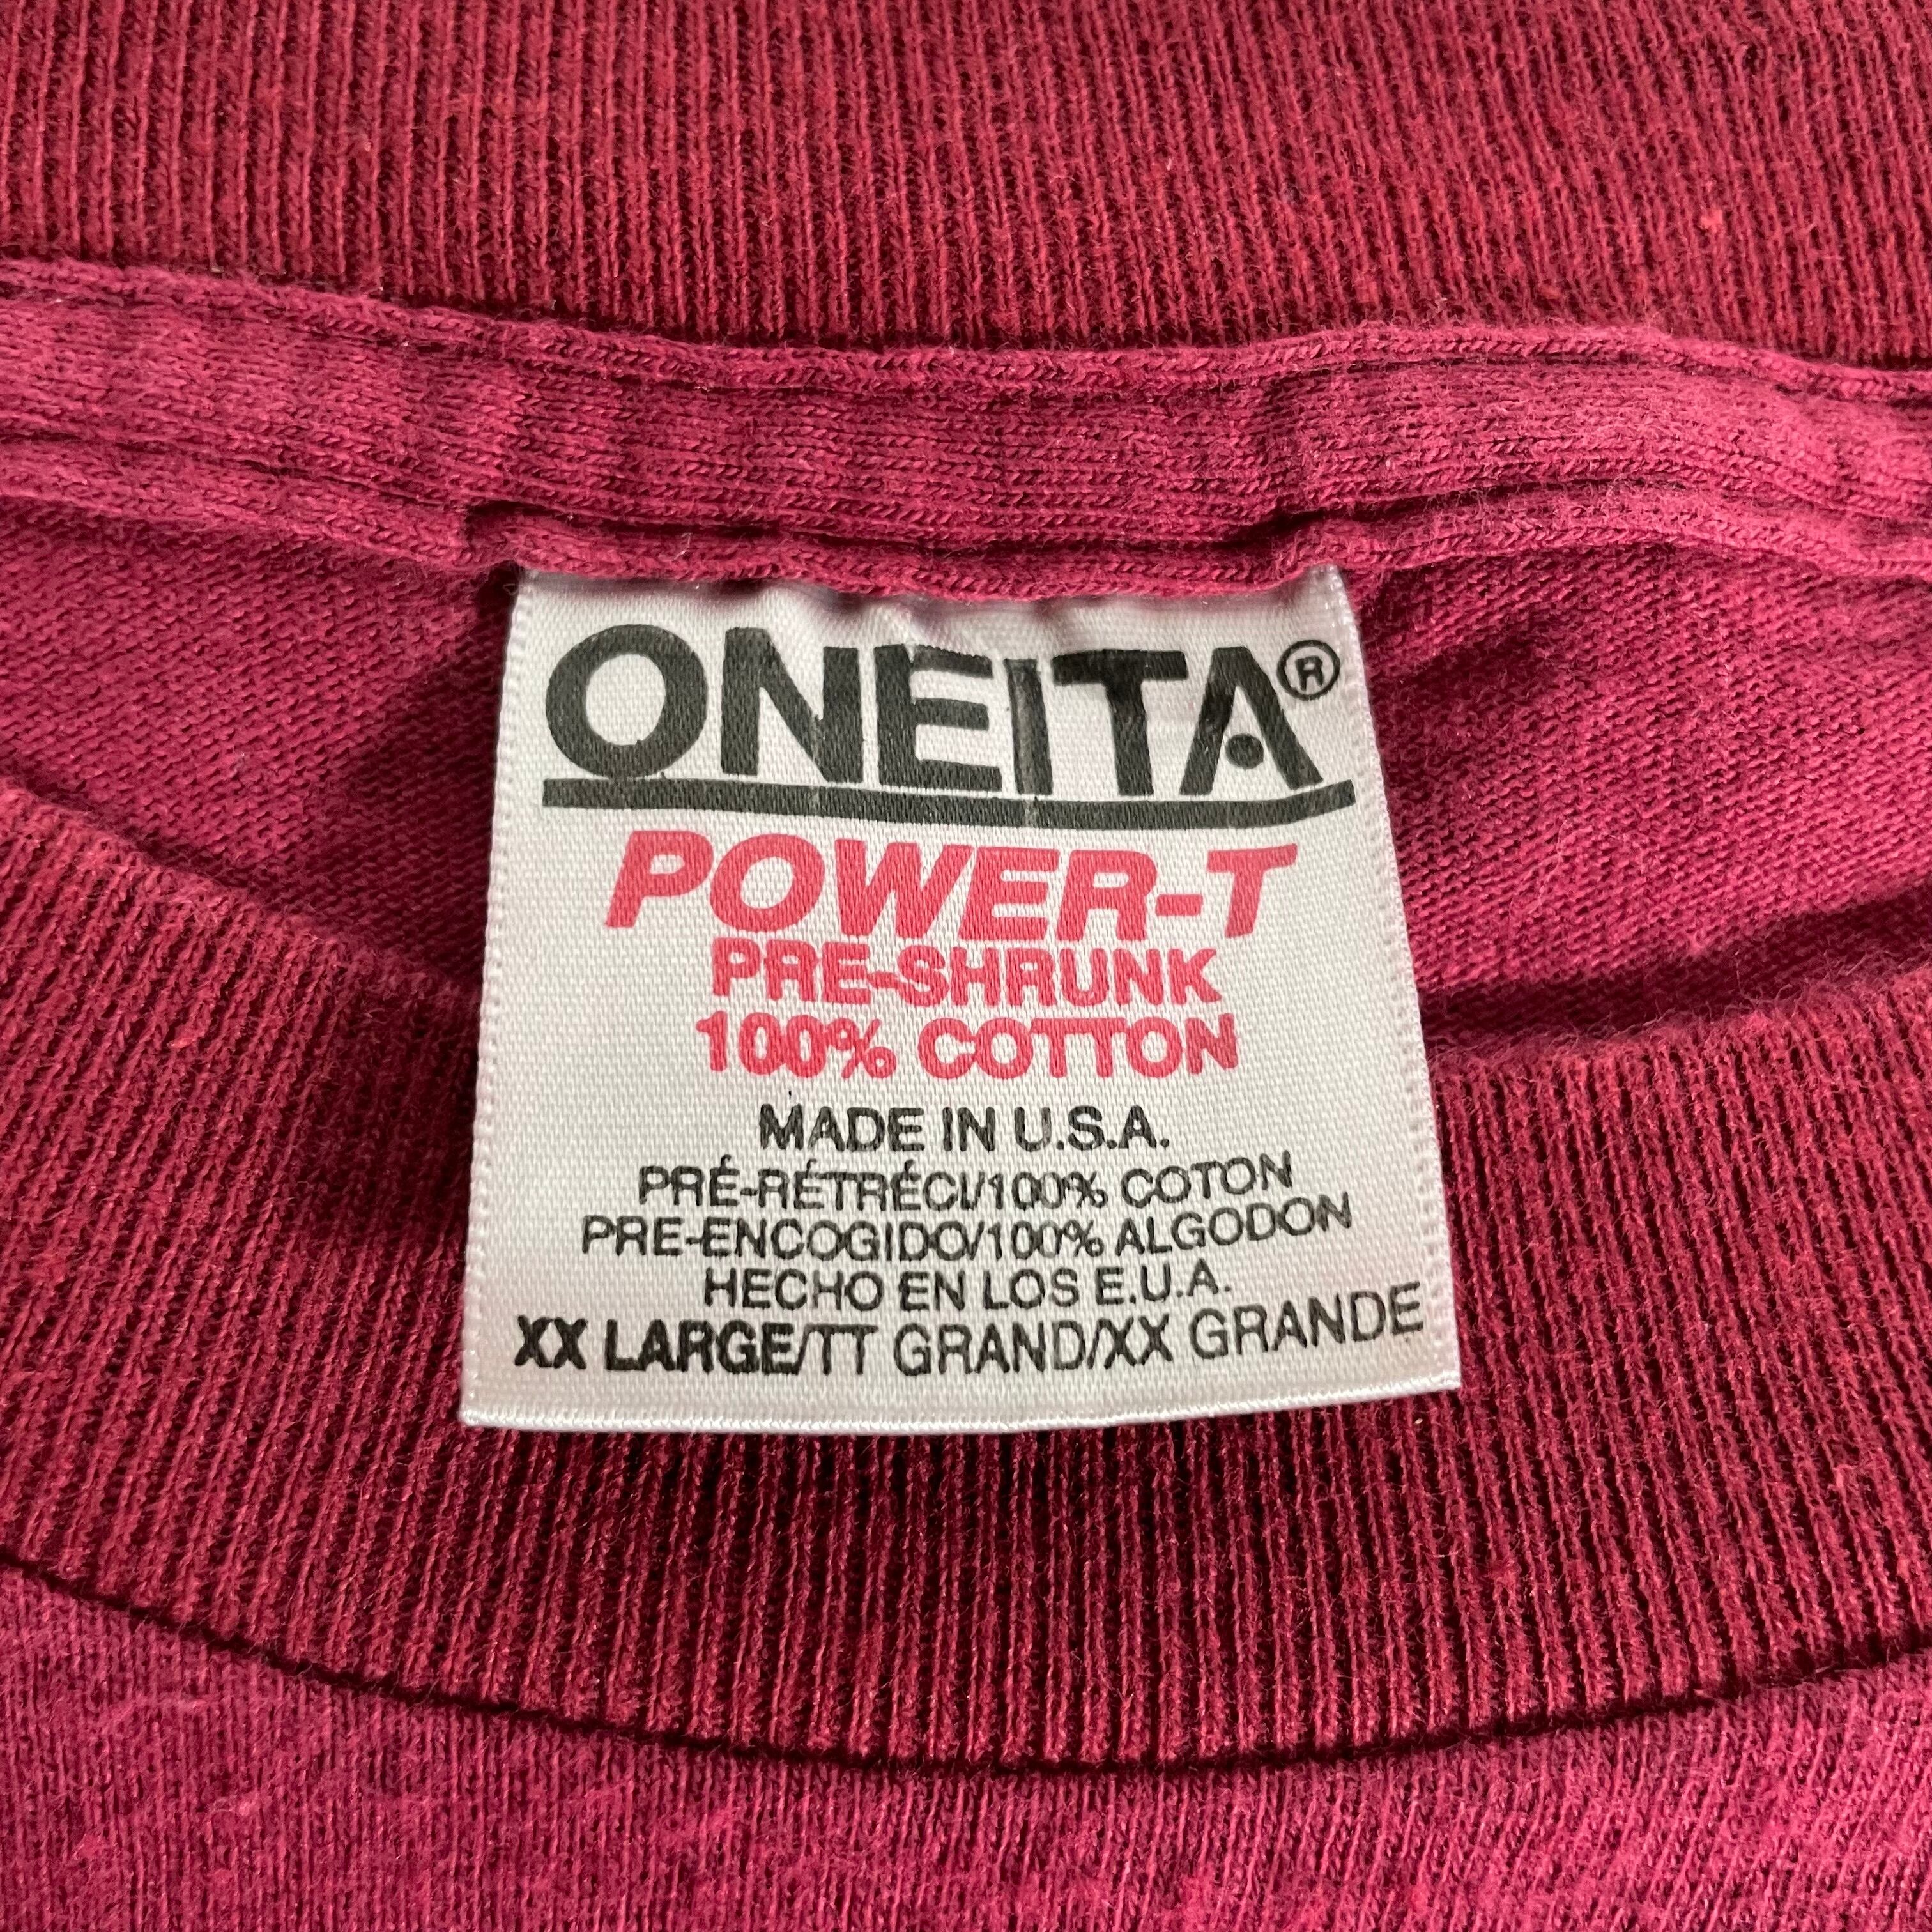 ONEITA®
POWER-T
PRE-SHRUNK
100% COTTON
MADE IN U.S.A.
PRÉ-RÉTRÉCI/100% COTON
PRE-ENCOGIDO/100% ALGODON
HECHO EN LOS E.U.A.
XX LARGE/TT GRAND/XX GRANDE